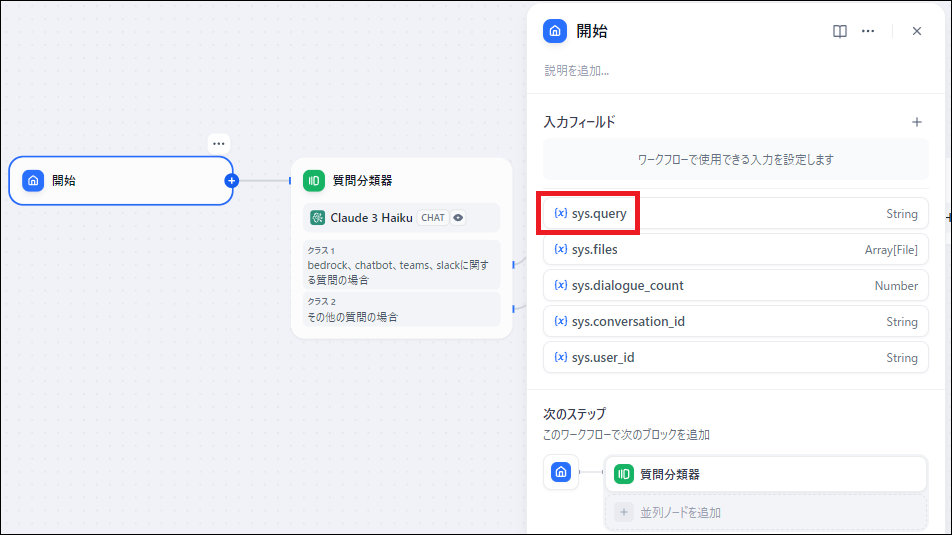 開始
質問分類器
Claude 3 Haiku CHAT
クラス 1
bedrock、chatbot、teams、slackに関す
る質問の場合
クラス 2
その他の質問の場合
開始
説明を追加...
入力フィールド
ワークフローで使用できる入力を設定します
{x} sys.query String
{x} sys.files Array[File]
{x} sys.dialogue_count Number
{x} sys.conversation_id String
{x} sys.user_id String
次のステップ
このワークフローで次のブロックを追加
質問分類器
並列ノードを追加